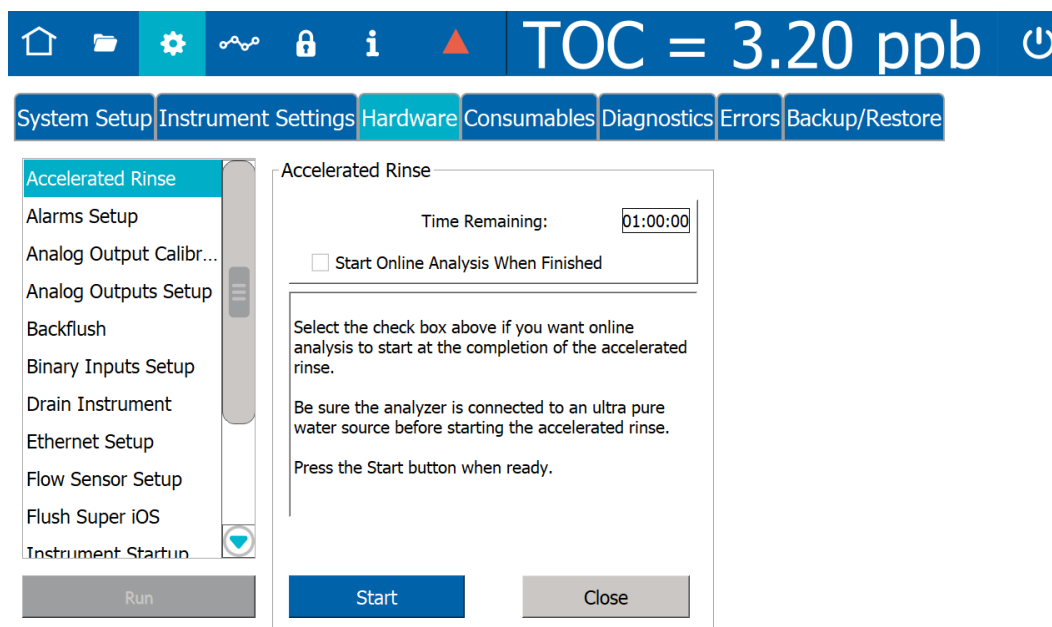 TOC = 3.20 ppb
System Setup Instrument Settings Hardware Consumables Diagnostics Errors Backup/Restore
Accelerated Rinse
Alarms Setup
Analog Output Calibr...
Analog Outputs Setup
Backflush
Binary Inputs Setup
Drain Instrument
Ethernet Setup
Flow Sensor Setup
Flush Super iOS
Instrument Startup
Run
Accelerated Rinse
Time Remaining: 01:00:00
Start Online Analysis When Finished
Select the check box above if you want online
analysis to start at the completion of the accelerated
rinse.
Be sure the analyzer is connected to an ultra pure
water source before starting the accelerated rinse.
Press the Start button when ready.
Start Close